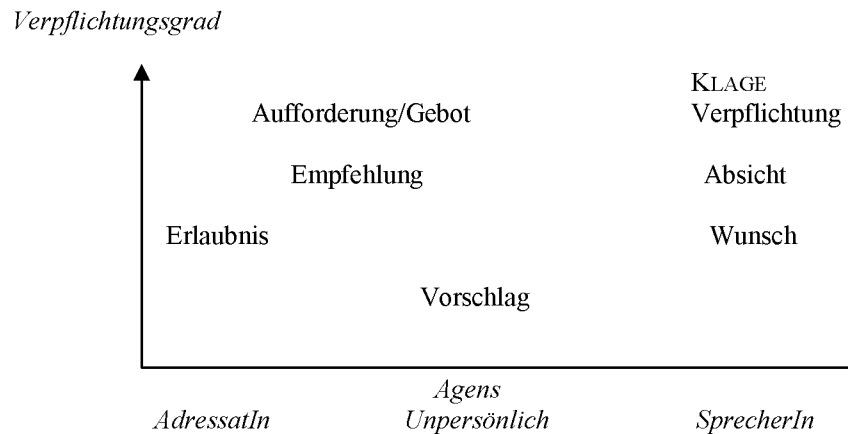 Verpflichtungsgrad
KLAGE
Aufforderung/Gebot Verpflichtung
Empfehlung Absicht
Erlaubnis Wunsch
Vorschlag
Agens
AdressatIn Unpersönlich SprecherIn